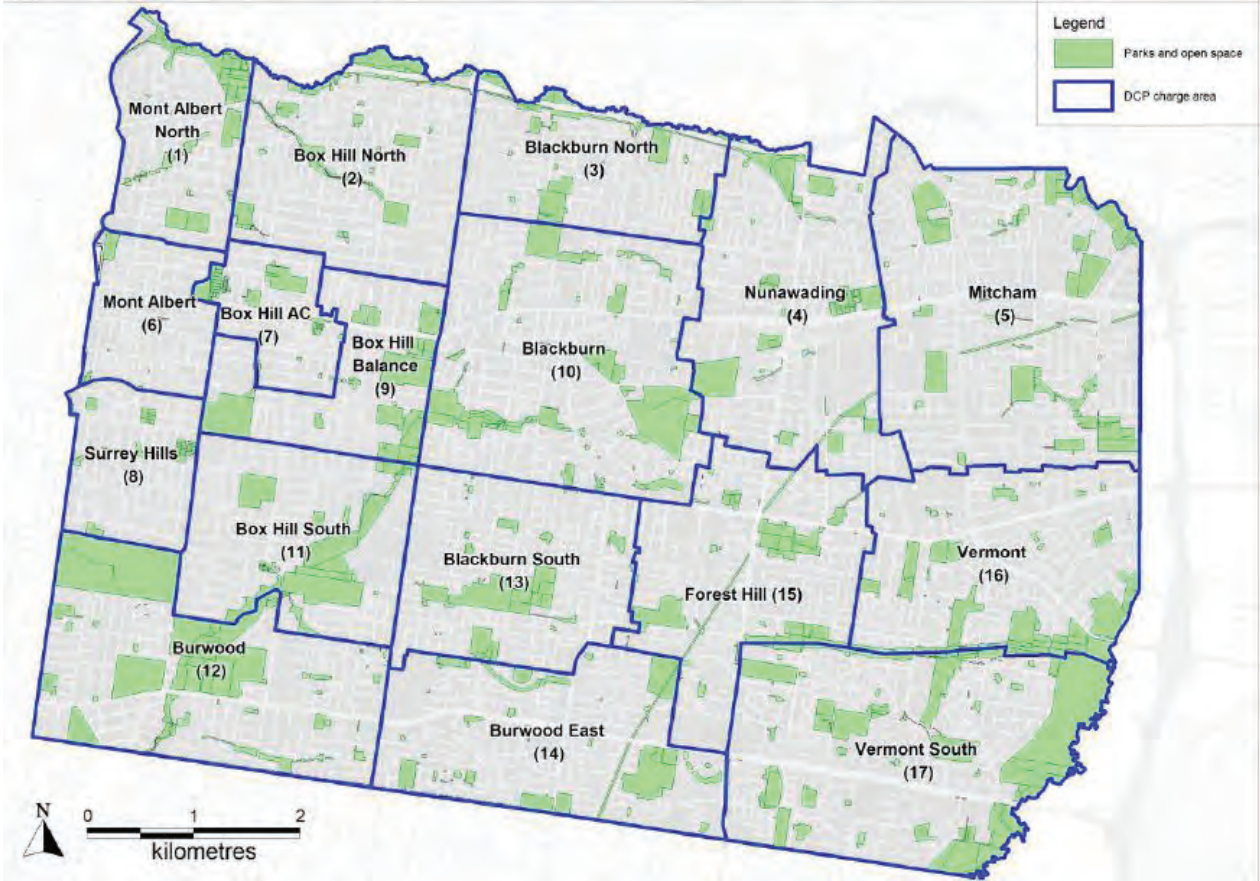 Legend
Parks and open space
DCP charge area
Mont Albert
North
(1)
Box Hill North
(2)
Blackburn North
(3)
Nunawading
(4)
Mitcham
(5)
Mont Albert
(6)
Box Hill AC
(7)
Box Hill
Balance
(9)
Blackburn
(10)
Surrey Hills
(8)
Box Hill South
(11)
Blackburn South
(13)
Forest Hill (15)
Vermont
(16)
Burwood
(12)
Burwood East
(14)
Vermont South
(17)
N
0 1 2
kilometres